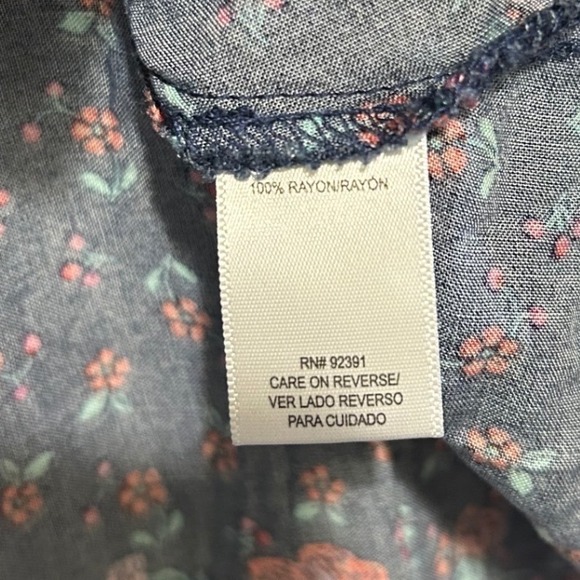 100% RAYON/RAYÓN
RN# 92391
CARE ON REVERSE/
VER LADO REVERSO
PARA CUIDADO